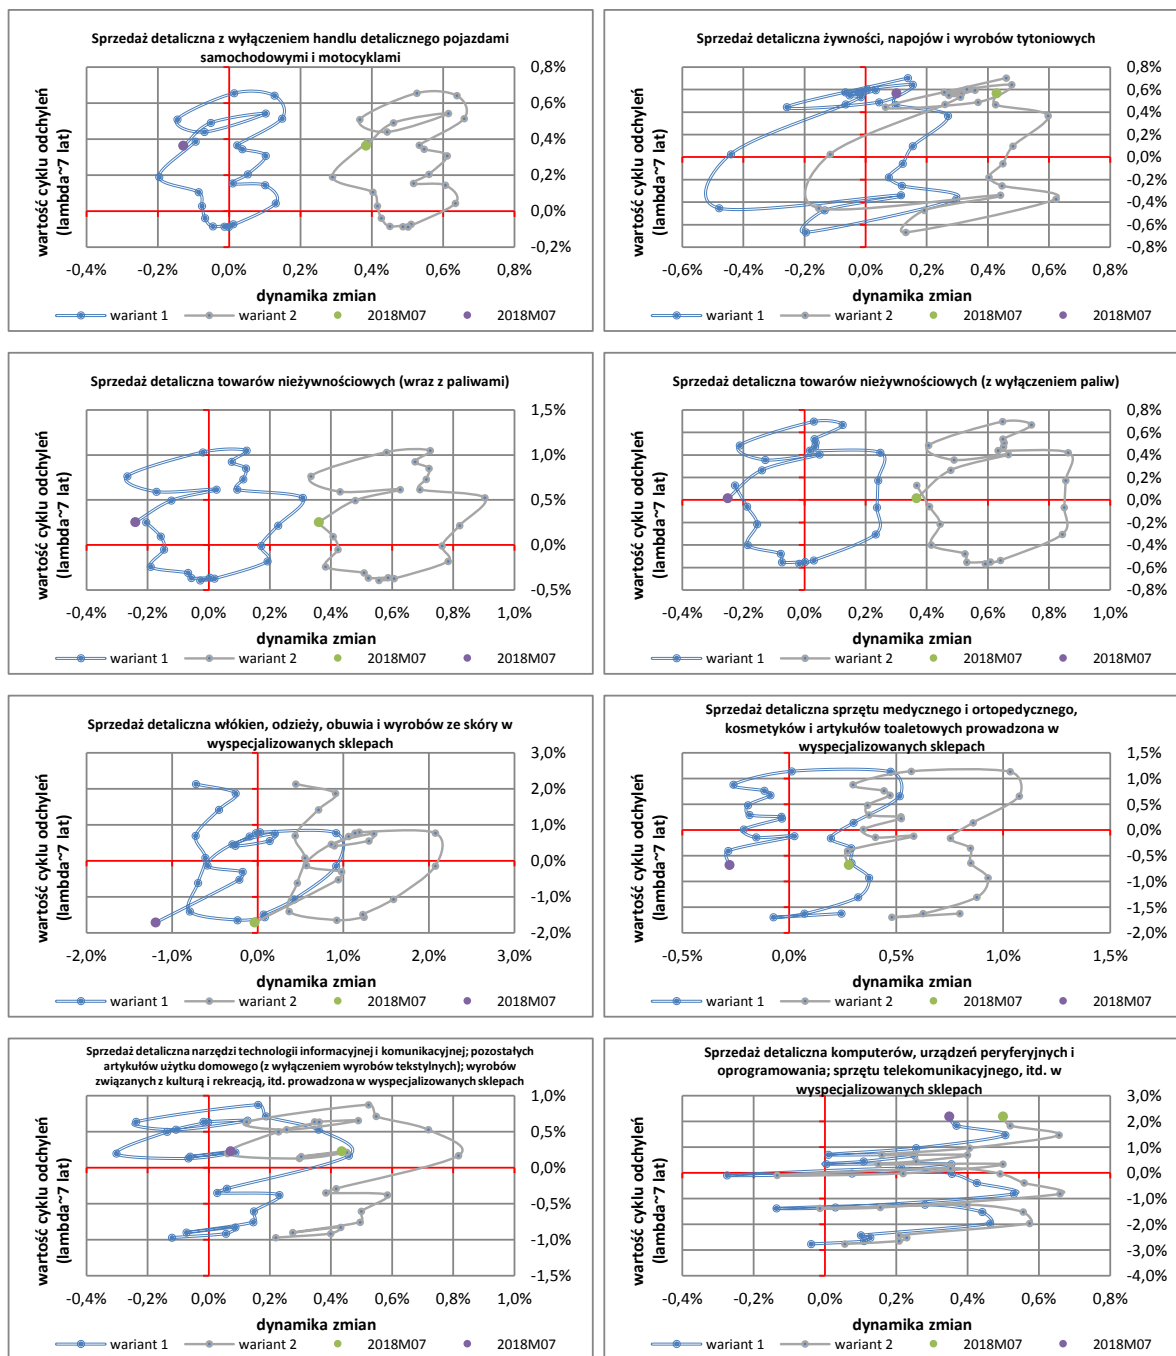 Sprzedaż detaliczna z wyłączeniem handlu detalicznego pojazdami
samochodowymi i motocyklami
wartość cyklu odchyleń
(lambda~7 lat)
0,8%
0,6%
0,4%
0,2%
0,0%
-0,2%
-0,4% -0,2% 0,0% 0,2% 0,4% 0,6% 0,8%
dynamika zmian
wariant 1 wariant 2 2018M07 2018M07
Sprzedaż detaliczna żywności, napojów i wyrobów tytoniowych
wartość cyklu odchyleń
(lambda~7 lat)
0,8%
0,6%
0,4%
0,2%
0,0%
-0,2%
-0,4%
-0,6%
-0,8%
-0,6% -0,4% -0,2% 0,0% 0,2% 0,4% 0,6% 0,8%
dynamika zmian
wariant 1 wariant 2 2018M07 2018M07
Sprzedaż detaliczna towarów nieżywnościowych (wraz z paliwami)
wartość cyklu odchyleń
(lambda~7 lat)
1,5%
1,0%
0,5%
0,0%
-0,5%
-0,4% -0,2% 0,0% 0,2% 0,4% 0,6% 0,8% 1,0%
dynamika zmian
wariant 1 wariant 2 2018M07 2018M07
Sprzedaż detaliczna towarów nieżywnościowych (z wyłączeniem paliw)
wartość cyklu odchyleń
(lambda~7 lat)
0,8%
0,6%
0,4%
0,2%
0,0%
-0,2%
-0,4%
-0,6%
-0,8%
-0,4% -0,2% 0,0% 0,2% 0,4% 0,6% 0,8% 1,0%
dynamika zmian
wariant 1 wariant 2 2018M07 2018M07
Sprzedaż detaliczna włókien, odzieży, obuwia i wyrobów ze skóry w
wyspecjalizowanych sklepach
wartość cyklu odchyleń
(lambda~7 lat)
3,0%
2,0%
1,0%
0,0%
-1,0%
-2,0%
-2,0% -1,0% 0,0% 1,0% 2,0% 3,0%
dynamika zmian
wariant 1 wariant 2 2018M07 2018M07
Sprzedaż detaliczna sprzętu medycznego i ortopedycznego,
kosmetyków i artykułów toaletowych prowadzona w
wyspecjalizowanych sklepach
wartość cyklu odchyleń
(lambda~7 lat)
1,5%
1,0%
0,5%
0,0%
-0,5%
-1,0%
-1,5%
-2,0%
-0,5% 0,0% 0,5% 1,0% 1,5%
dynamika zmian
wariant 1 wariant 2 2018M07 2018M07
Sprzedaż detaliczna narzędzi technologii informacyjnej i komunikacyjnej; pozostałych
artykułów użytku domowego (z wyłączeniem wyrobów tekstylnych); wyrobów
związanych z kulturą i rekreacją, itd. prowadzona w wyspecjalizowanych sklepach
wartość cyklu odchyleń
(lambda~7 lat)
1,0%
0,5%
0,0%
-0,5%
-1,0%
-1,5%
-0,4% -0,2% 0,0% 0,2% 0,4% 0,6% 0,8% 1,0%
dynamika zmian
wariant 1 wariant 2 2018M07 2018M07
Sprzedaż detaliczna komputerów, urządzeń peryferyjnych i
oprogramowania; sprzętu telekomunikacyjnego, itd. w
wyspecjalizowanych sklepach
wartość cyklu odchyleń
(lambda~7 lat)
3,0%
2,0%
1,0%
0,0%
-1,0%
-2,0%
-3,0%
-4,0%
-0,4% -0,2% 0,0% 0,2% 0,4% 0,6% 0,8%
dynamika zmian
wariant 1 wariant 2 2018M07 2018M07